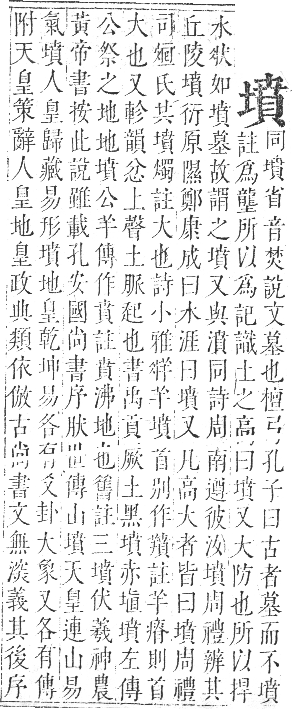 墳
同墳省音焚說文墓也檀弓孔子曰古者墓而不墳
註爲壟所以爲記識土之高曰墳又大防也所以捍
水狀如墳墓故謂之墳又與濆同詩周南遵彼汝墳周禮辨其
丘陵墳衍原隰鄭康成曰水涯曰墳又凡高大者皆曰墳周禮
司烜氏共墳燭註大也詩小雅牂羊墳首別作羵註羊瘠則首
大也又軫韻忿上聲土脈起也書禹貢厥土黑墳赤埴墳左傳
公祭之地地墳公羊傳作賁註賁沸地也舊註三墳伏羲神農
黃帝書按此說雖載孔安國尚書序肰世傳山墳天皇連山易
氣墳人皇歸藏易形墳地皇乾坤易各有爻卦大象又各有傳
附天皇策辭人皇地皇政典類依倣古尚書文無㴱義其後序